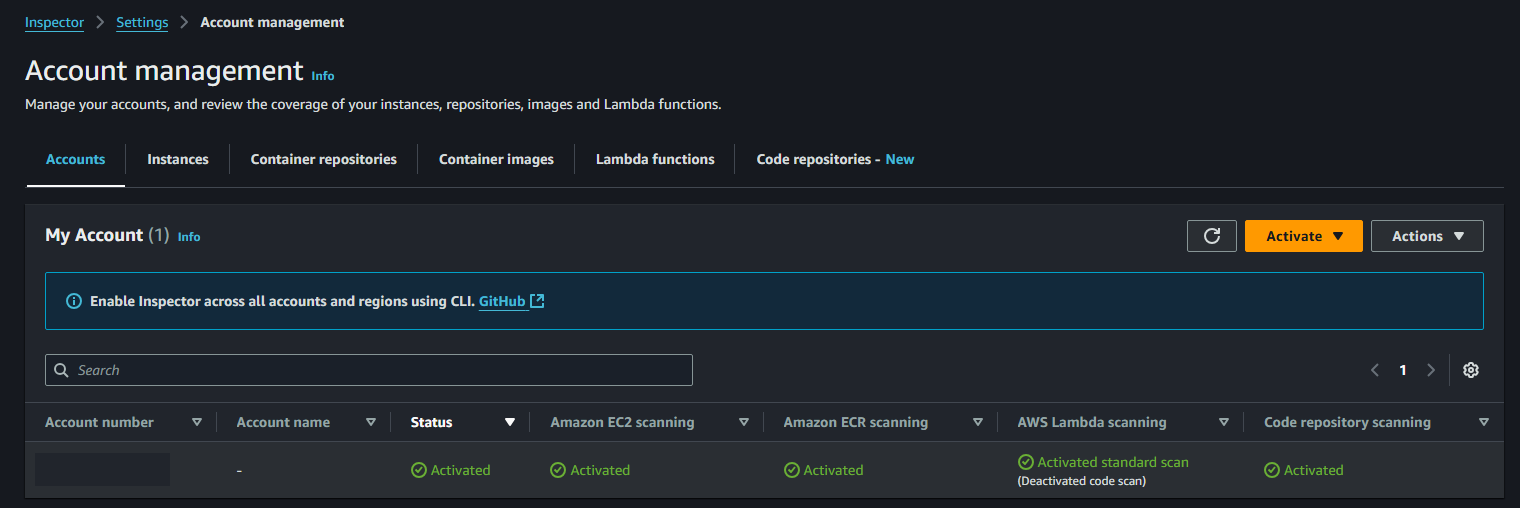 Inspector > Settings > Account management
Account management Info
Manage your accounts, and review the coverage of your instances, repositories, images and Lambda functions.
Accounts Instances Container repositories Container images Lambda functions Code repositories - New
My Account (1) Info Activate Actions
Enable Inspector across all accounts and regions using CLI. GitHub
Search 1
Account number Account name Status Amazon EC2 scanning Amazon ECR scanning AWS Lambda scanning Code repository scanning
- Activated Activated Activated Activated standard scan Activated
(Deactivated code scan)